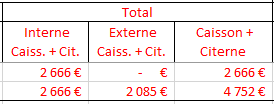 Total
Interne Externe Caisson +
Caiss. + Cit. Caiss. + Cit. Citerne
2 666 € - € 2 666 €
2 666 € 2 085 € 4 752 €